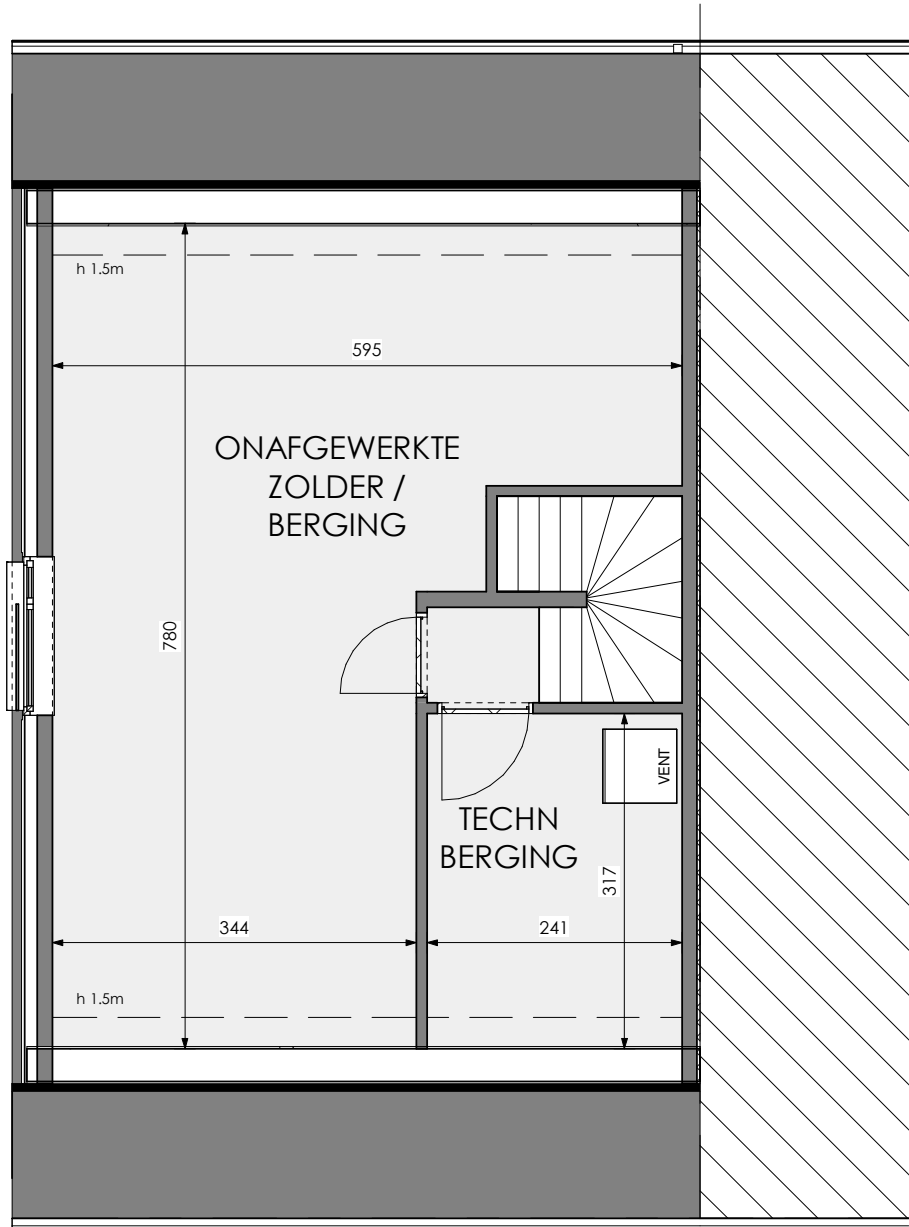 h 1.5m
595
ONAFGEWERKTE
ZOLDER /
BERGING
780
VENT
TECHN
BERGING
317
344
241
h 1.5m